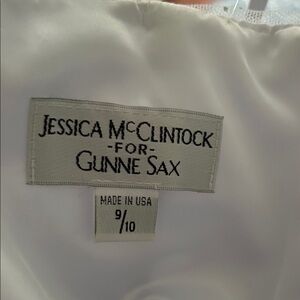 JESSICA McCLINTOCK
-FOR-
GUNNE SAX
MADE IN USA
9/10